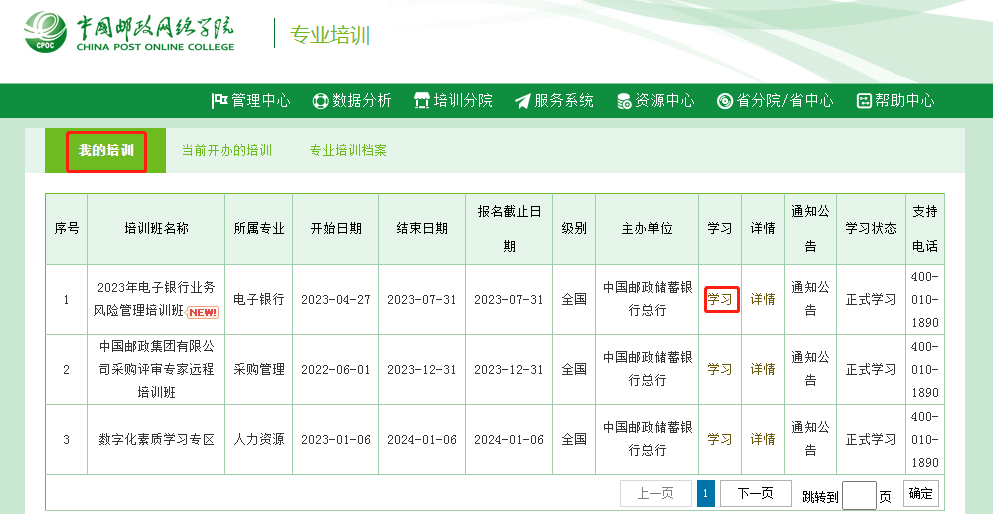 中国邮政网络学院
CHINA POST ONLINE COLLEGE
CPOC
专业培训
管理中心 数据分析 培训分院 服务系统 资源中心 省分院/省中心 帮助中心
我的培训 当前开办的培训 专业培训档案
序号 培训班名称 所属专业 开始日期 结束日期 报名截止日
期 级别 主办单位 学习 详情 通知公
告 学习状态 支持
电话
1 2023年电子银行业务
风险管理培训班 NEW! 电子银行 2023-04-27 2023-07-31 2023-07-31 全国 中国邮政储蓄银
行总行 学习 详情 通知公
告 正式学习 400-
010-
1890
2 中国邮政集团有限公
司采购评审专家远程
培训班 采购管理 2022-06-01 2023-12-31 2023-12-31 全国 中国邮政储蓄银
行总行 学习 详情 通知公
告 正式学习 400-
010-
1890
3 数字化素质学习专区 人力资源 2023-01-06 2024-01-06 2024-01-06 全国 中国邮政储蓄银
行总行 学习 详情 通知公
告 正式学习 400-
010-
1890
上一页 1 下一页 跳转到 页 确定